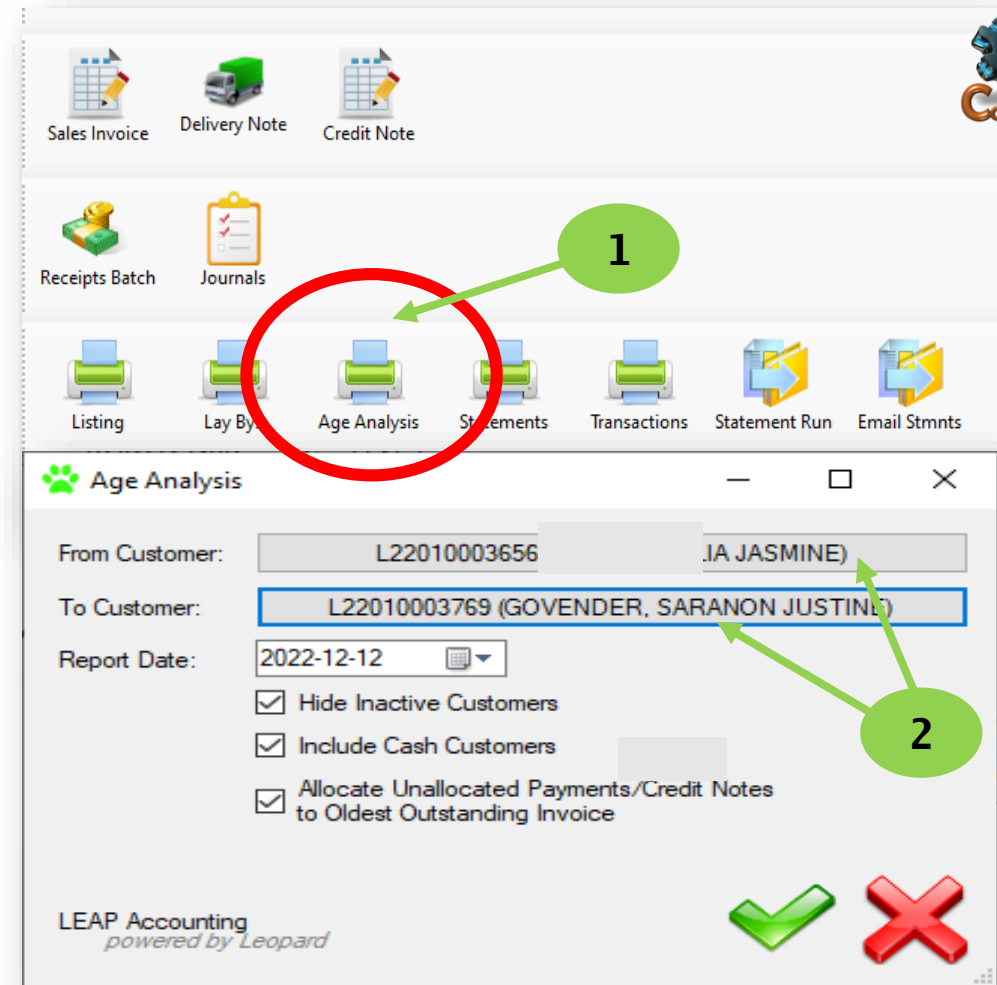 Sales Invoice Delivery Note Credit Note
Receipts Batch Journals
1
Listing Lay By Age Analysis Statements Transactions Statement Run Email Stmnts
Age Analysis
From Customer: L22010003656 LIA JASMINE)
To Customer: L22010003769 (GOVENDER, SARANON JUSTINE)
Report Date: 2022-12-12
Hide Inactive Customers
Include Cash Customers
2
Allocate Unallocated Payments/Credit Notes
to Oldest Outstanding Invoice
LEAP Accounting
powered by Leopard